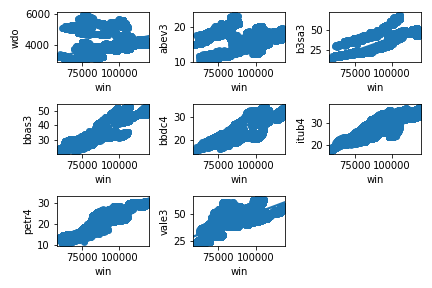 6000
4000
wdo
75000 100000
win
20
10
abev3
75000 100000
win
50
25
b3sa3
75000 100000
win
50
40
30
bbas3
75000 100000
win
30
20
bbdc4
75000 100000
win
30
20
itub4
75000 100000
win
30
20
10
petr4
75000 100000
win
50
25
vale3
75000 100000
win